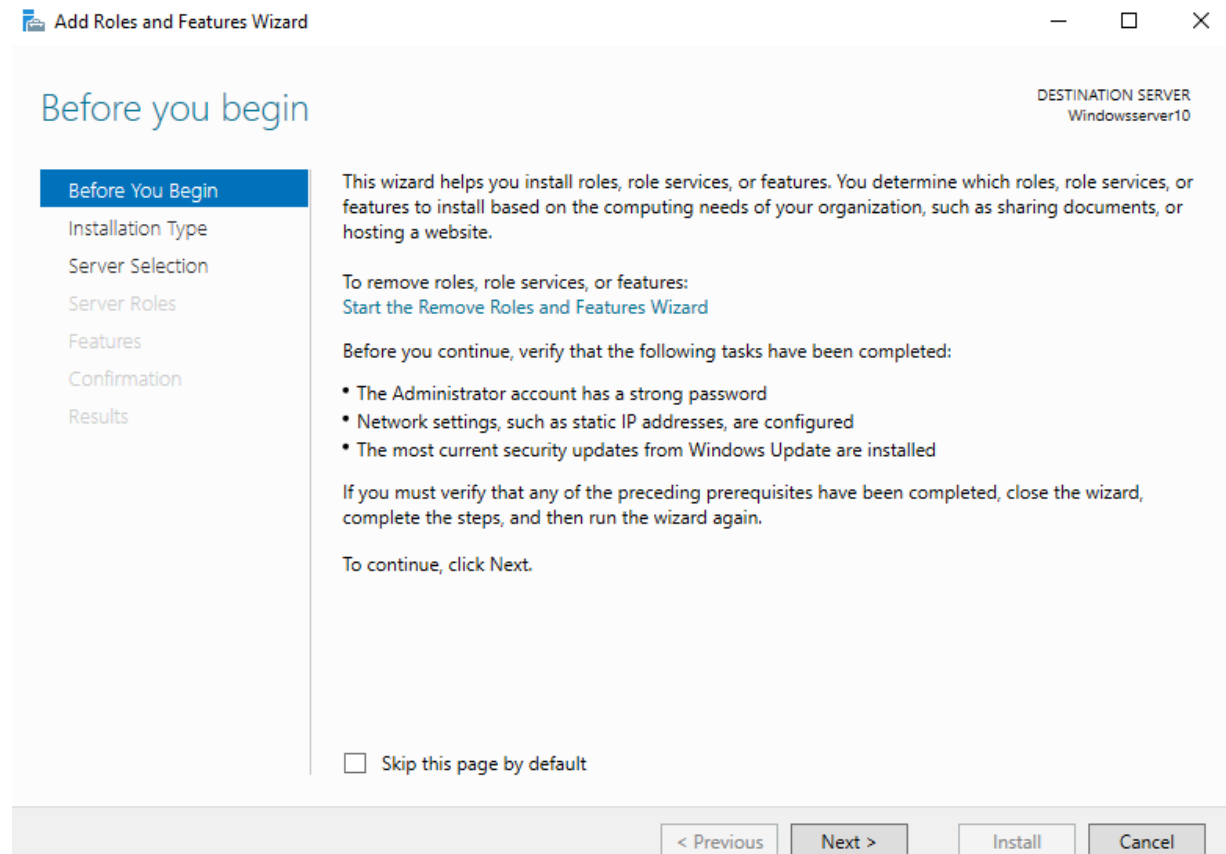 Add Roles and Features Wizard
Before you begin
DESTINATION SERVER
Windowsserver10
Before You Begin
Installation Type
Server Selection
Server Roles
Features
Confirmation
Results
This wizard helps you install roles, role services, or features. You determine which roles, role services, or
features to install based on the computing needs of your organization, such as sharing documents, or
hosting a website.
To remove roles, role services, or features:
Start the Remove Roles and Features Wizard
Before you continue, verify that the following tasks have been completed:
• The Administrator account has a strong password
• Network settings, such as static IP addresses, are configured
• The most current security updates from Windows Update are installed
If you must verify that any of the preceding prerequisites have been completed, close the wizard,
complete the steps, and then run the wizard again.
To continue, click Next.
Skip this page by default
< Previous
Next >
Install
Cancel